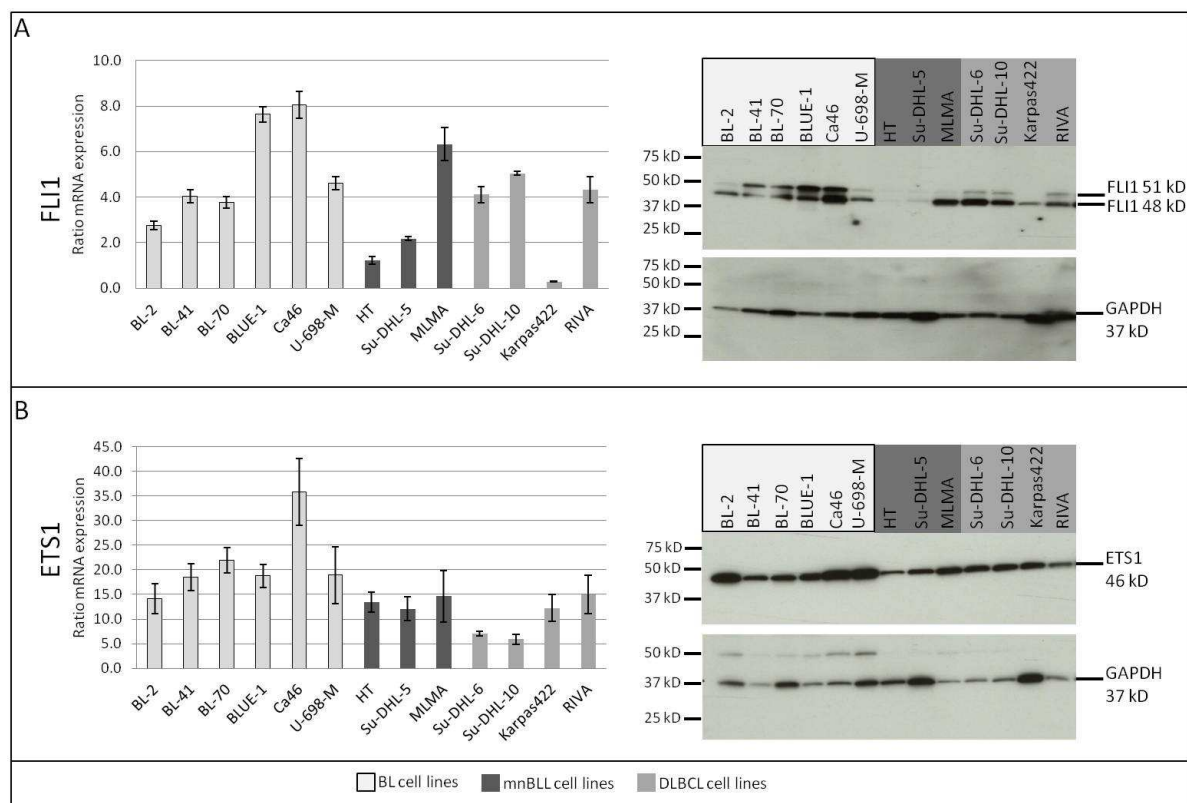 A
FLI1
Ratio mRNA expression
10.0
8.0
6.0
4.0
2.0
0.0
BL-2
BL-41
BL-70
BLUE-1
Ca46
U-698-M
HT
Su-DHL-5
MLMA
Su-DHL-6
Su-DHL-10
Karpas422
RIVA
BL-2
BL-41
BL-70
BLUE-1
Ca46
U-698-M
HT
Su-DHL-5
MLMA
Su-DHL-6
Su-DHL-10
Karpas422
RIVA
75 kD
50 kD
37 kD
25 kD
FLI1 51 kD
FLI1 48 kD
75 kD
50 kD
37 kD
25 kD
GAPDH
37 kD
B
ETS1
Ratio mRNA expression
45.0
40.0
35.0
30.0
25.0
20.0
15.0
10.0
5.0
0.0
BL-2
BL-41
BL-70
BLUE-1
Ca46
U-698-M
HT
Su-DHL-5
MLMA
Su-DHL-6
Su-DHL-10
Karpas422
RIVA
BL-2
BL-41
BL-70
BLUE-1
Ca46
U-698-M
HT
Su-DHL-5
MLMA
Su-DHL-6
Su-DHL-10
Karpas422
RIVA
75 kD
50 kD
37 kD
ETS1
46 kD
50 kD
37 kD
25 kD
GAPDH
37 kD
BL cell lines
mnBLL cell lines
DLBCL cell lines